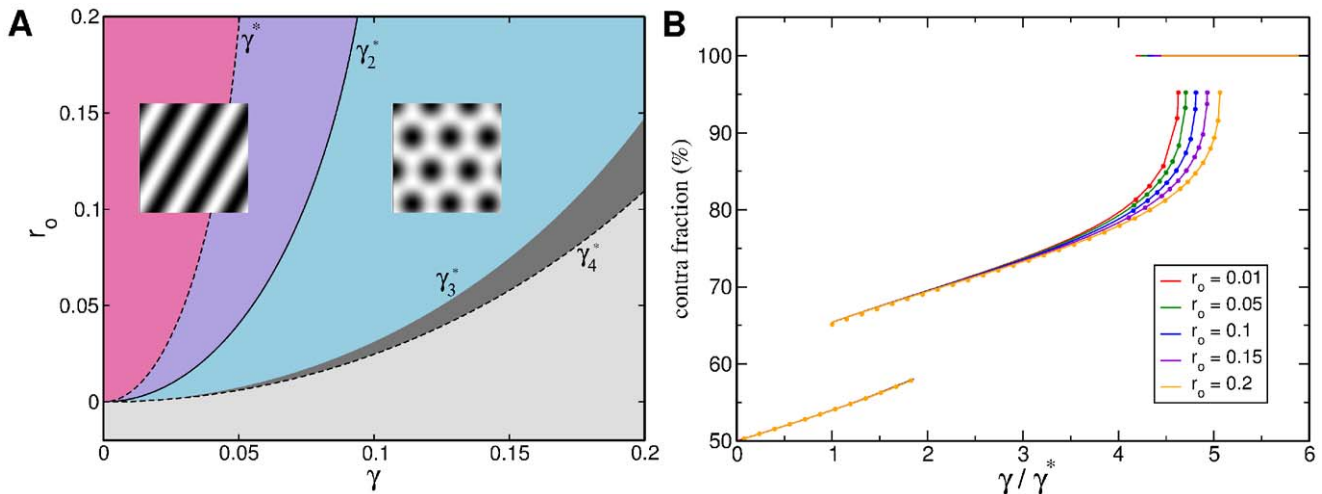 A
0.2
0.15
0.1
0.05
0
r₀
γ*
γ₂*
γ₃*
γ₄*
0
0.05
0.1
0.15
0.2
γ
B
100
90
80
70
60
50
contra fraction (%)
r₀ = 0.01
r₀ = 0.05
r₀ = 0.1
r₀ = 0.15
r₀ = 0.2
0
1
2
3
4
5
6
γ / γ*